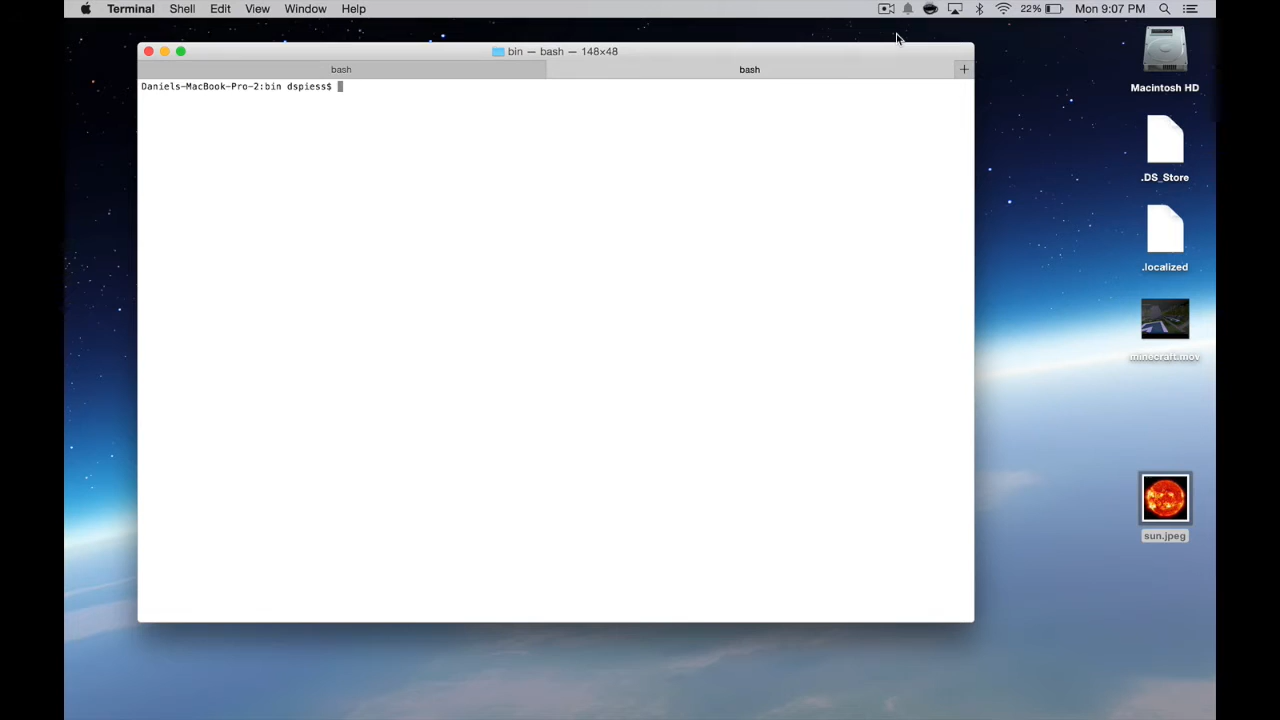 Terminal Shell Edit View Window Help 22% Mon 9:07 PM
bin — bash — 148×48
bash bash +
Daniels-MacBook-Pro-2:bin dspiess$
Macintosh HD
.DS_Store
.localized
minecraft.mov
sun.jpeg